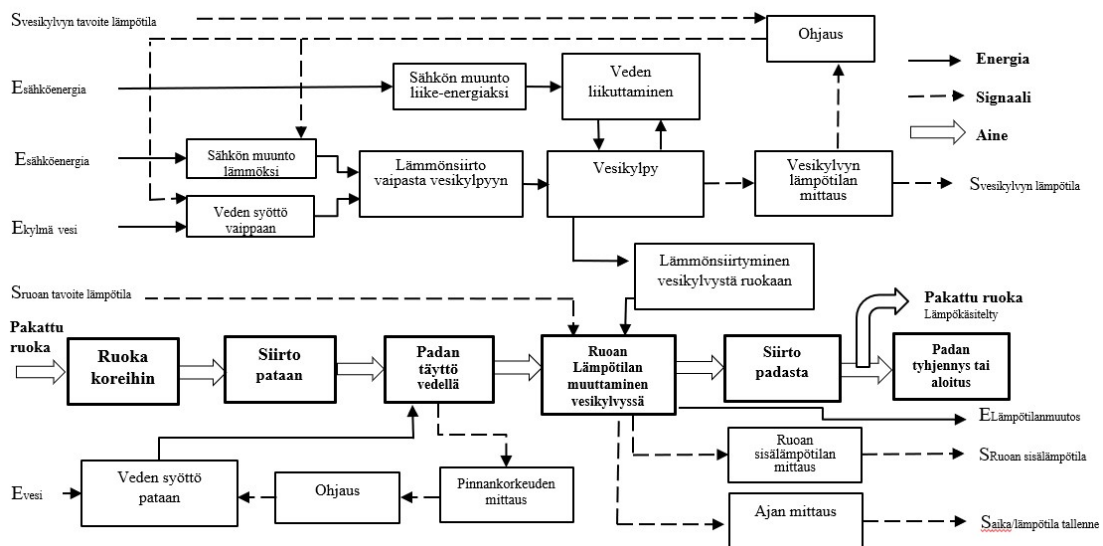 Svesikylvyn tavoite lämpötila
Ohjaus
Energia
Signaali
Aine
Esähköenergia
Sähkön muunto
liike-energiaksi
Veden
liikuttaminen
Esähköenergia
Sähkön muunto
lämmöksi
Lämmönsiirto
vaipasta vesikylpyyn
Vesikylpy
Vesikylvyn
lämpötilan
mittaus
Svesikylvyn lämpötila
Ekylmä vesi
Veden syöttö
vaippaan
Lämmönsiirtyminen
vesikylvystä ruokaan
Sruoan tavoite lämpötila
Pakattu
ruoka
Ruoka
koreihin
Siirto
pataan
Padan
täyttö
vedellä
Ruoan
Lämpötilan
muuttaminen
vesikylvyssä
Siirto
padasta
Pakattu ruoka
Lämpökäsitelty
Padan
tyhjennys tai
aloitus
ELämpötilanmuutos
Evesi
Veden syöttö
pataan
Ohjaus
Pinnankorkeuden
mittaus
Ruoan
sisälämpötilan
mittaus
SRuoan sisälämpötila
Ajan mittaus
Saika/lämpötila tallenne